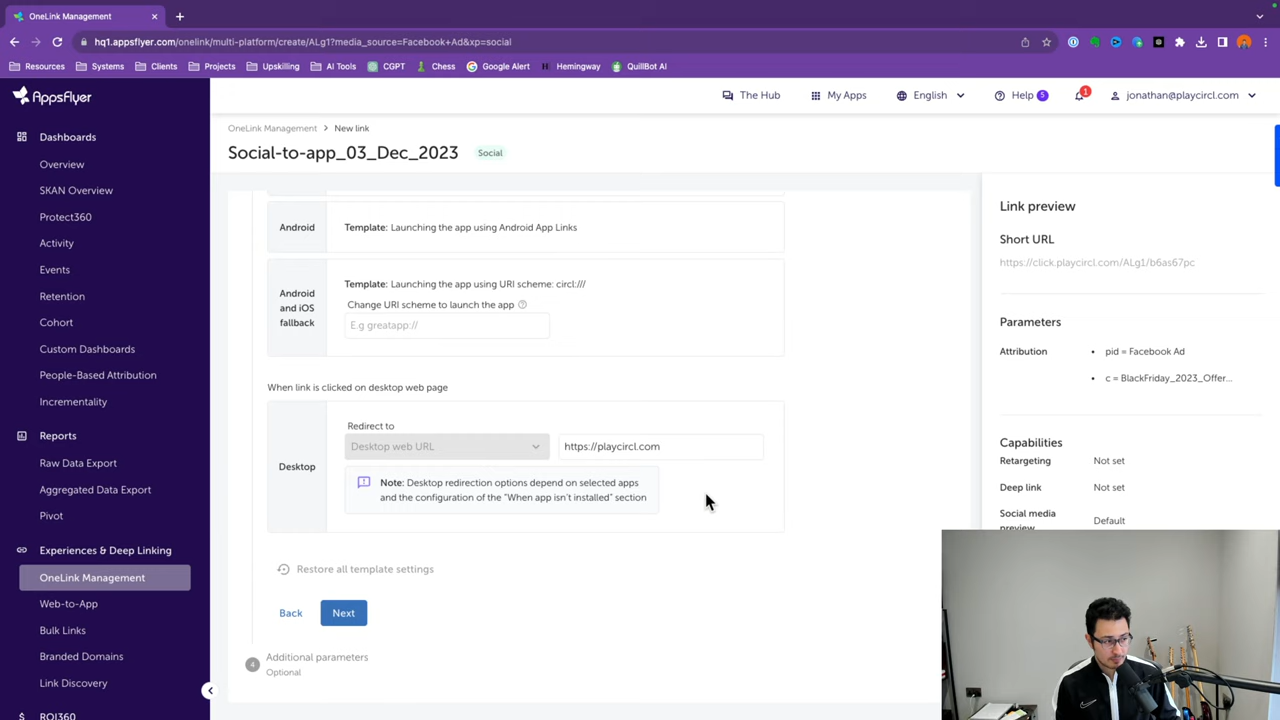 OneLink Management
hq1.appsflyer.com/onelink/multi-platform/create/ALg1?media_source=Facebook+Ad&xp=social
Resources Systems Clients Projects Upskilling AI Tools CGPT Chess Google Alert Hemingway QuillBot AI
AppsFlyer
The Hub My Apps English Help 5 1 jonathan@playcircl.com
Dashboards
Overview
SKAN Overview
Protect360
Activity
Events
Retention
Cohort
Custom Dashboards
People-Based Attribution
Incrementality
Reports
Raw Data Export
Aggregated Data Export
Pivot
Experiences & Deep Linking
OneLink Management
Web-to-App
Bulk Links
Branded Domains
Link Discovery
ROI360
OneLink Management > New link
Social-to-app_03_Dec_2023 Social
Android
Template: Launching the app using Android App Links
Android
and iOS
fallback
Template: Launching the app using URI scheme: circl:///
Change URI scheme to launch the app
E.g greatapp://
When link is clicked on desktop web page
Desktop
Redirect to
Desktop web URL https://playcircl.com
Note: Desktop redirection options depend on selected apps
and the configuration of the "When app isn't installed" section
Restore all template settings
Back Next
4 Additional parameters
Optional
Link preview
Short URL
https://click.playcircl.com/ALg1/b6as67pc
Parameters
Attribution • pid = Facebook Ad
• c = BlackFriday_2023_Offer...
Capabilities
Retargeting Not set
Deep link Not set
Social media
preview Default